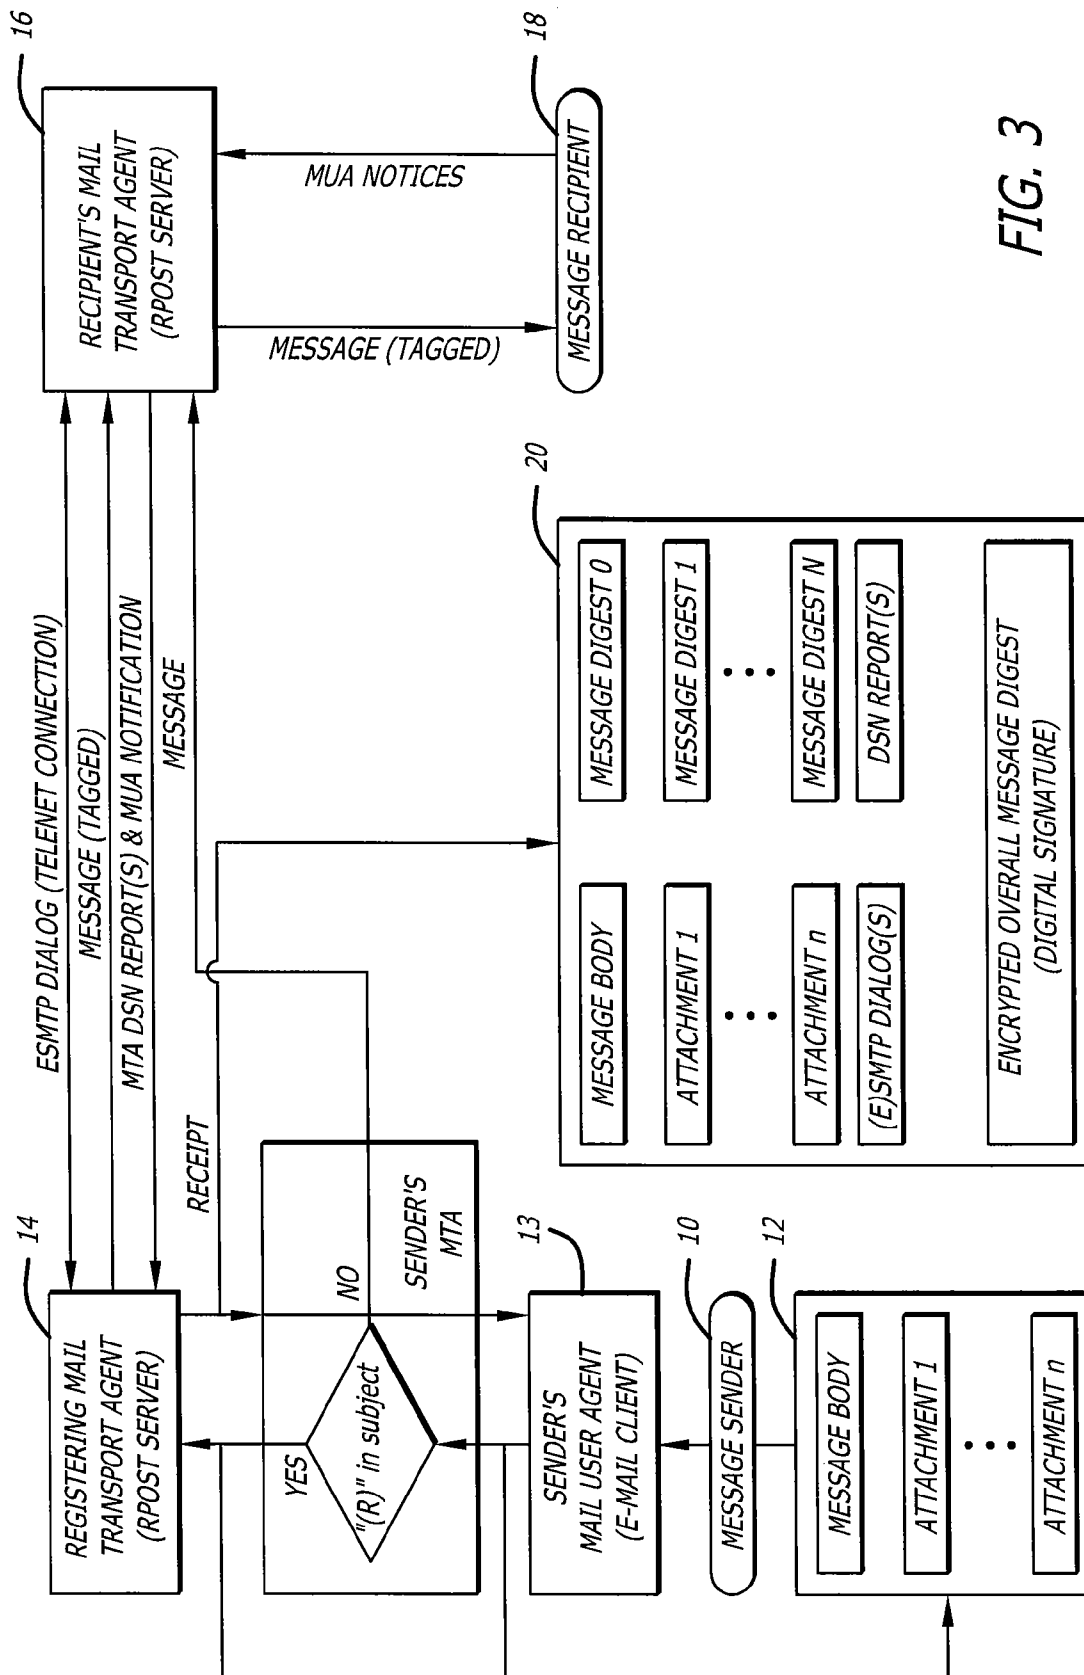 14
REGISTERING MAIL
TRANSPORT AGENT
(RPOST SERVER)
ESMTP DIALOG (TELENET CONNECTION)
MESSAGE (TAGGED)
MTA DSN REPORT(S) & MUA NOTIFICATION
MESSAGE
RECEIPT
16
RECIPIENT'S MAIL
TRANSPORT AGENT
(RPOST SERVER)
MESSAGE (TAGGED)
MUA NOTICES
18
MESSAGE RECIPIENT
YES
"(R)" in subject
NO
SENDER'S
MTA
13
SENDER'S
MAIL USER AGENT
(E-MAIL CLIENT)
10
MESSAGE SENDER
12
MESSAGE BODY
ATTACHMENT 1
ATTACHMENT n
20
MESSAGE BODY
MESSAGE DIGEST 0
ATTACHMENT 1
MESSAGE DIGEST 1
ATTACHMENT n
MESSAGE DIGEST N
(E)SMTP DIALOG(S)
DSN REPORT(S)
ENCRYPTED OVERALL MESSAGE DIGEST
(DIGITAL SIGNATURE)
FIG. 3